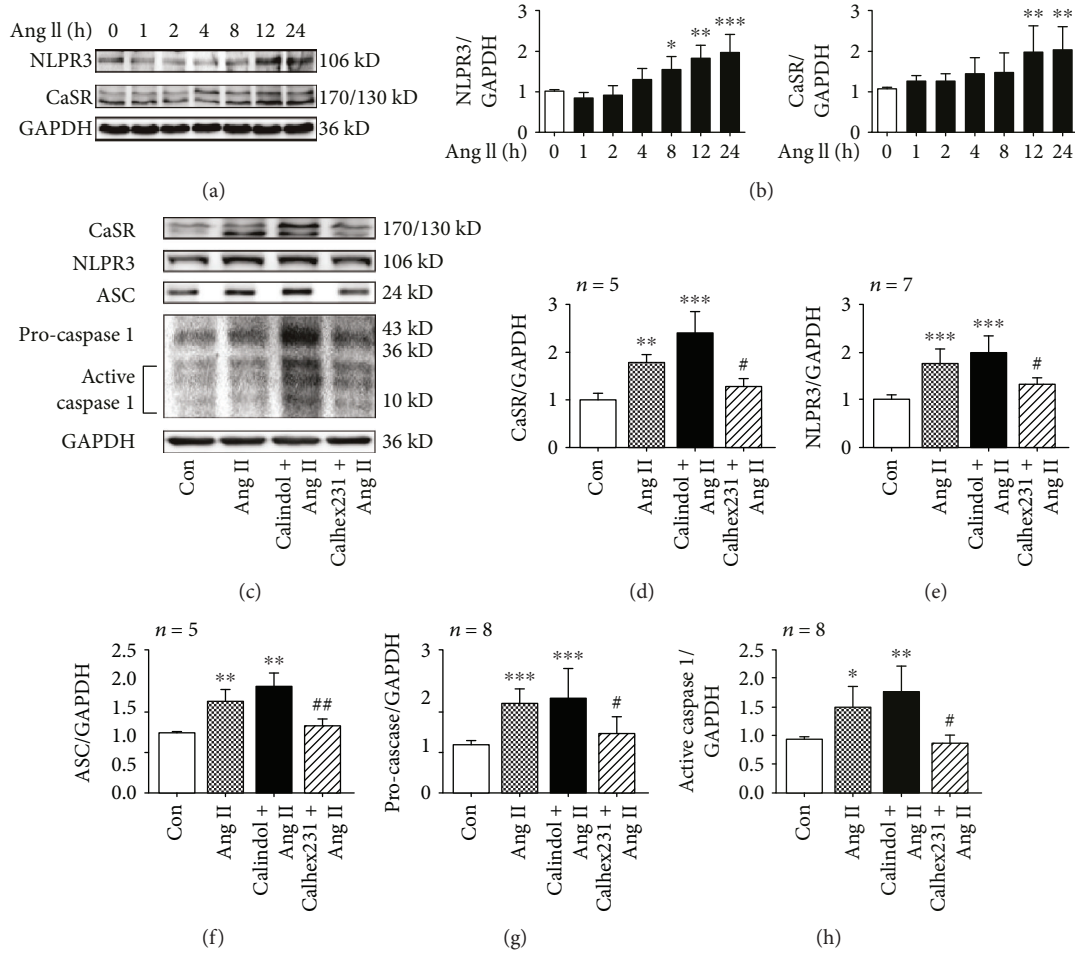 Ang ll (h) 0 1 2 4 8 12 24
NLPR3 106 kD
CaSR 170/130 kD
GAPDH 36 kD
(a)
NLPR3/
GAPDH
3
2
1
0
* ** ***
Ang ll (h) 0 1 2 4 8 12 24
CaSR/
GAPDH
3
2
1
0
** **
Ang ll (h) 0 1 2 4 8 12 24
(b)
CaSR 170/130 kD
NLPR3 106 kD
ASC 24 kD
Pro-caspase 1 43 kD
36 kD
Active
caspase 1 10 kD
GAPDH 36 kD
Con
Ang II
Calindol +
Ang II
Calhex231 +
Ang II
(c)
n = 5
CaSR/GAPDH
3
2
1
0
** *** #
Con
Ang II
Calindol +
Ang II
Calhex231 +
Ang II
(d)
n = 7
NLPR3/GAPDH
3
2
1
0
*** *** #
Con
Ang II
Calindol +
Ang II
Calhex231 +
Ang II
(e)
n = 5
ASC/GAPDH
2.5
2.0
1.5
1.0
0.5
0.0
** ** ##
Con
Ang II
Calindol +
Ang II
Calhex231 +
Ang II
(f)
n = 8
Pro-cascase/GAPDH
3
2
2
1
0
*** *** #
Con
Ang II
Calindol +
Ang II
Calhex231 +
Ang II
(g)
n = 8
Active caspase 1/
GAPDH
2.5
2.0
1.5
1.0
0.5
0.0
* ** #
Con
Ang II
Calindol +
Ang II
Calhex231 +
Ang II
(h)